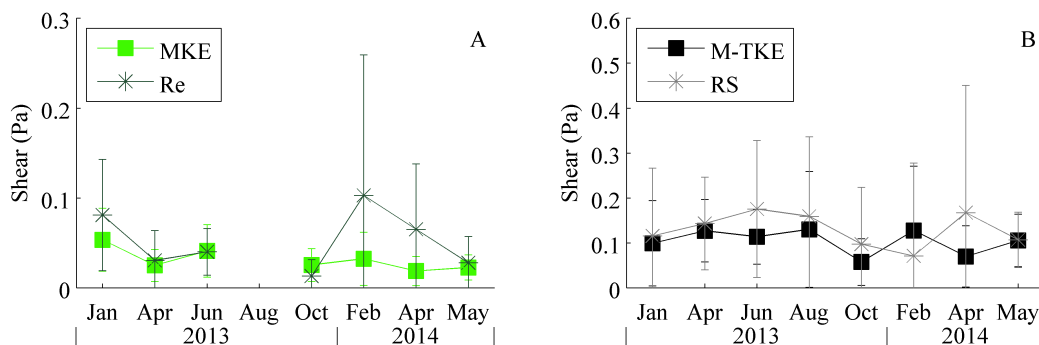 A
MKE
Re
Shear (Pa)
0.3
0.2
0.1
0
Jan Apr Jun Aug Oct Feb Apr May
2013 2014
B
M-TKE
RS
Shear (Pa)
0.6
0.5
0.4
0.3
0.2
0.1
0
Jan Apr Jun Aug Oct Feb Apr May
2013 2014